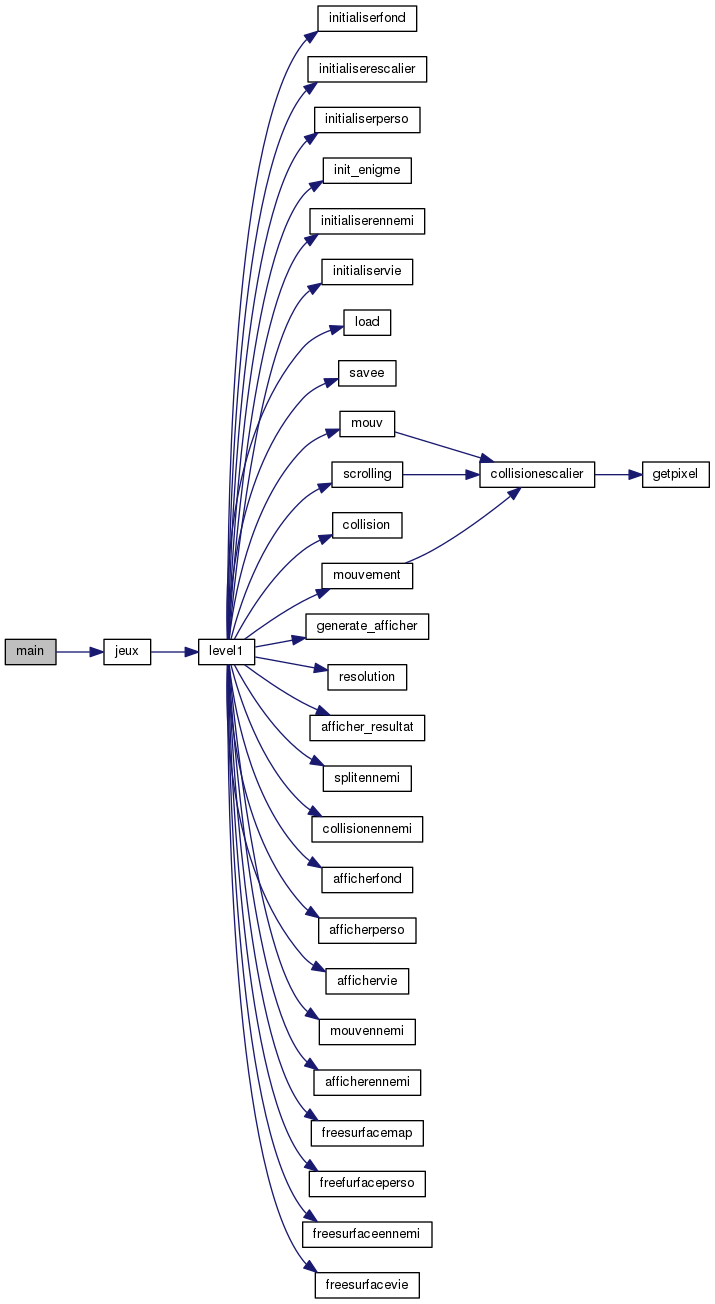 initialiserfond
initialiserescalier
initialiserperso
init_enigme
initialiserennemi
initialiservie
load
savee
mouv
scrolling
collisionescalier
getpixel
collision
mouvement
generate_afficher
main
jeux
level1
resolution
afficher_resultat
splitennemi
collisionennemi
afficherfond
afficherperso
affichervie
mouvennemi
afficherennemi
freesurfacemap
freefurfaceperso
freesurfaceennemi
freesurfacevie